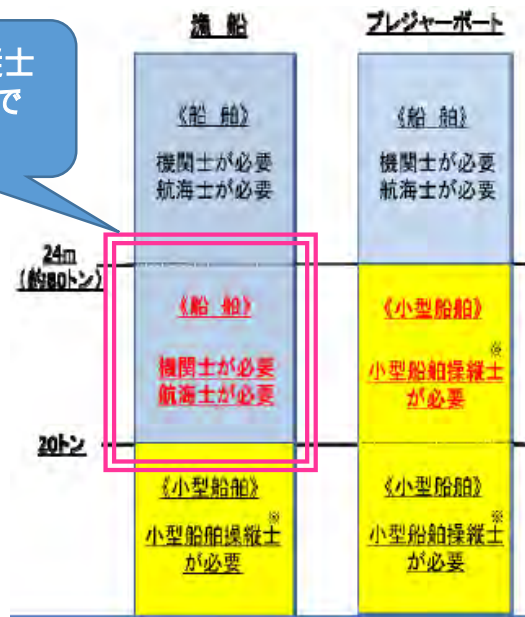 漁 船
プレジャーボート
士
で
《船 舶》
機関士が必要
航海士が必要
《船 舶》
機関士が必要
航海士が必要
24m
(約80トン)
《船 舶》
機関士が必要
航海士が必要
《小型船舶》
※
小型船舶操縦士
が必要
20トン
《小型船舶》
※
小型船舶操縦士
が必要
《小型船舶》
※
小型船舶操縦士
が必要